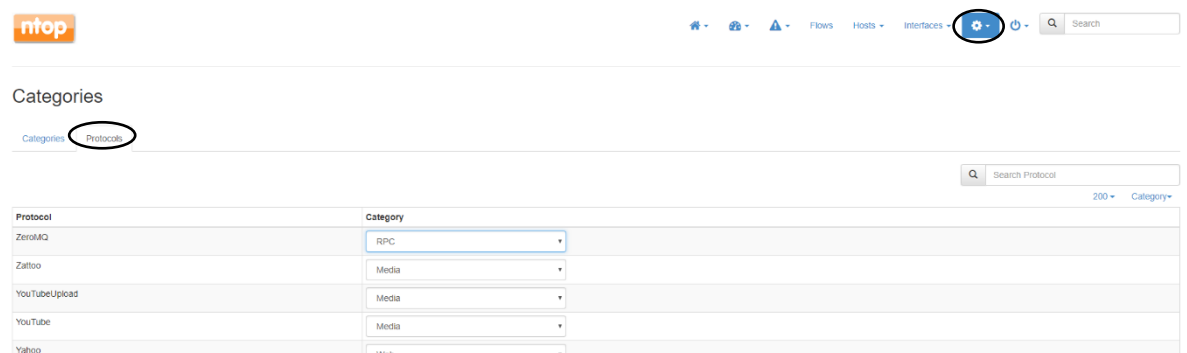 ntop
Flows Hosts Interfaces Search
Categories
Categories Protocols
Search Protocol
200 Category
Protocol Category
ZeroMQ RPC
Zattoo Media
YouTubeUpload Media
YouTube Media
Yahoo